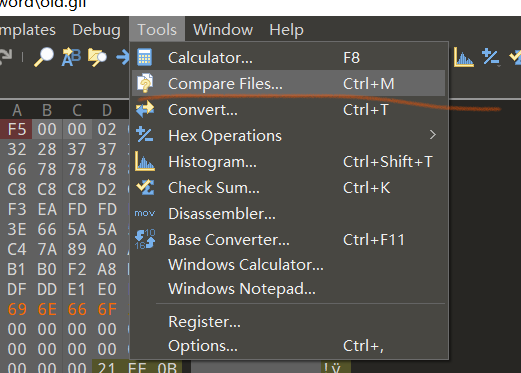 word\old.gif
mplates Debug Tools Window Help
Calculator... F8
Compare Files... Ctrl+M
Convert... Ctrl+T
Hex Operations
Histogram... Ctrl+Shift+T
Check Sum... Ctrl+K
mov Disassembler...
Base Converter... Ctrl+F11
Windows Calculator...
Windows Notepad...
Register...
Options... Ctrl+,
A B C D
F5 00 00 02
32 28 37 37
66 78 78 78
C8 C8 C8 D2
F3 EA FD FD
3E 66 5A 5A
C4 7A 89 A0
B1 B0 F2 A8
DF DD E1 E0
69 6E 66 6F
00 00 00 00
00 00 00 00
00 00 00 21 FF 0B !ÿ